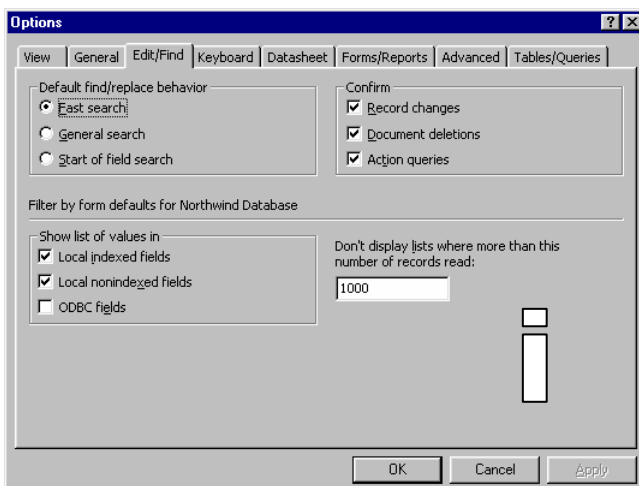 Options
View General Edit/Find Keyboard Datasheet Forms/Reports Advanced Tables/Queries
Default find/replace behavior
Fast search
General search
Start of field search
Confirm
Record changes
Document deletions
Action queries
Filter by form defaults for Northwind Database
Show list of values in
Local indexed fields
Local nonindexed fields
ODBC fields
Don't display lists where more than this
number of records read:
1000
OK Cancel Apply